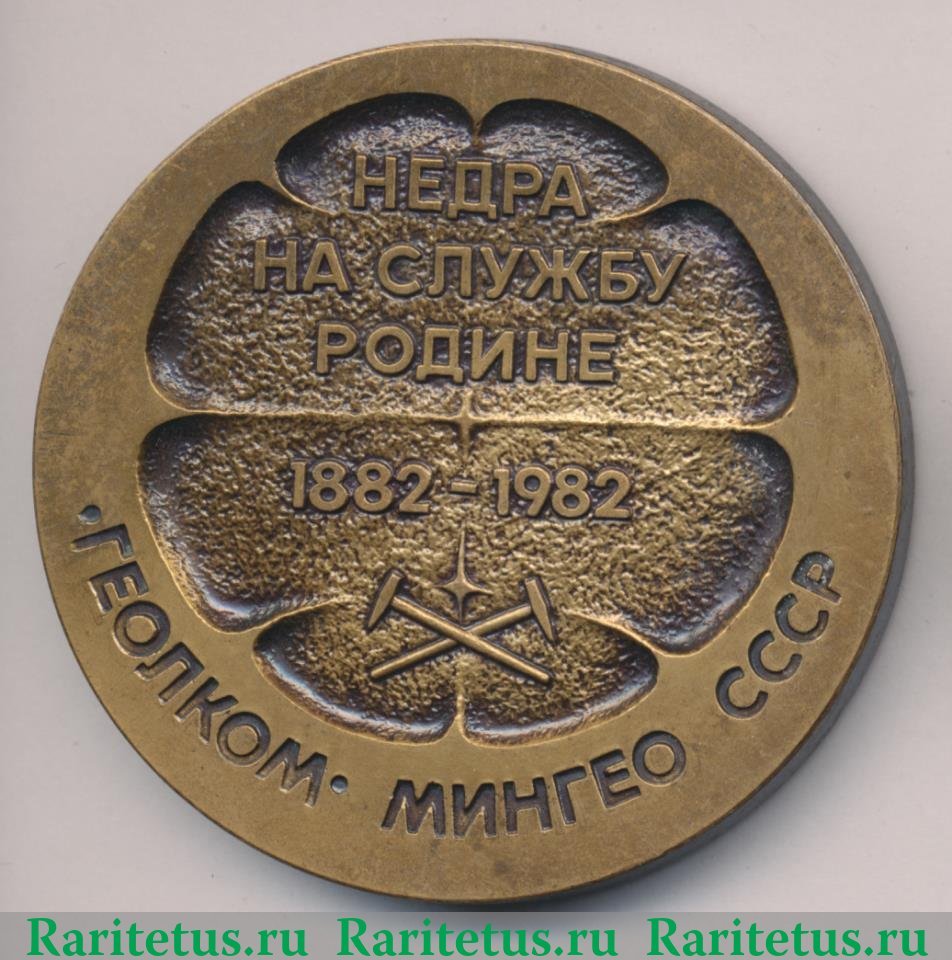 НЕДРА
НА СЛУЖБУ
РОДИНЕ
1882-1982
·ГЕОЛКОМ· МИНГЕО СССР
Raritetus.ru Raritetus.ru Raritetus.ru